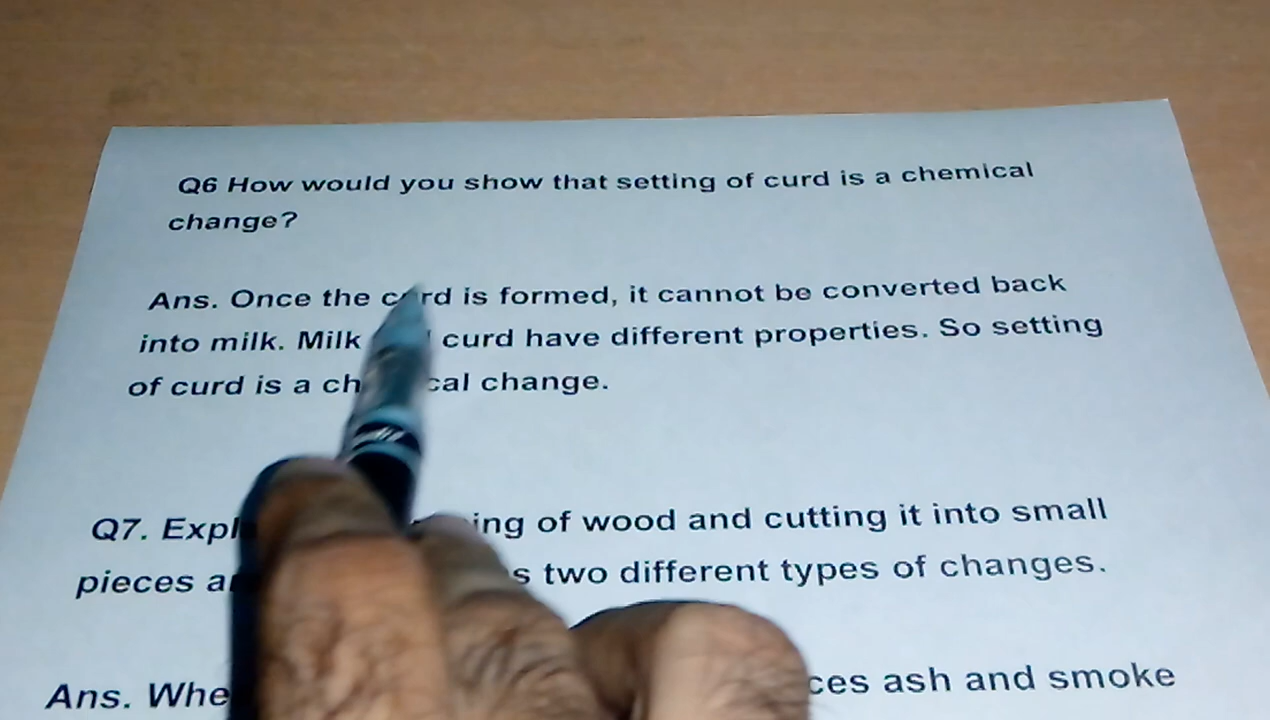 Q6 How would you show that setting of curd is a chemical
change?
Ans. Once the curd is formed, it cannot be converted back
into milk. Milk curd have different properties. So setting
of curd is a chemical change.
Q7. Expl ing of wood and cutting it into small
pieces a s two different types of changes.
Ans. Whe ces ash and smoke